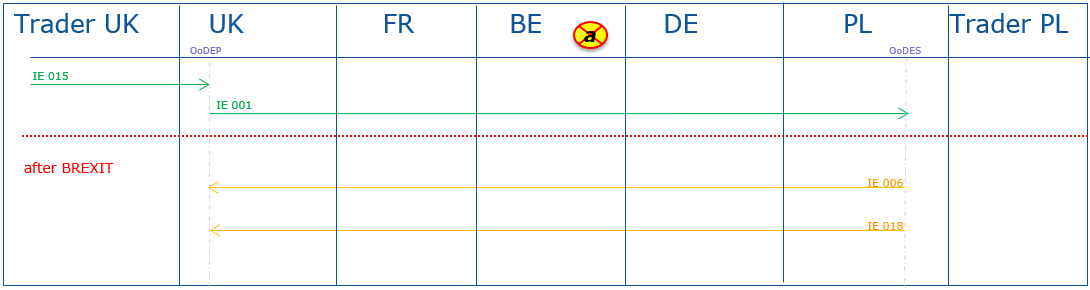 Trader UK UK FR BE a DE PL Trader PL
OoDEP OoDES
IE 015
IE 001
after BREXIT
IE 006
IE 018